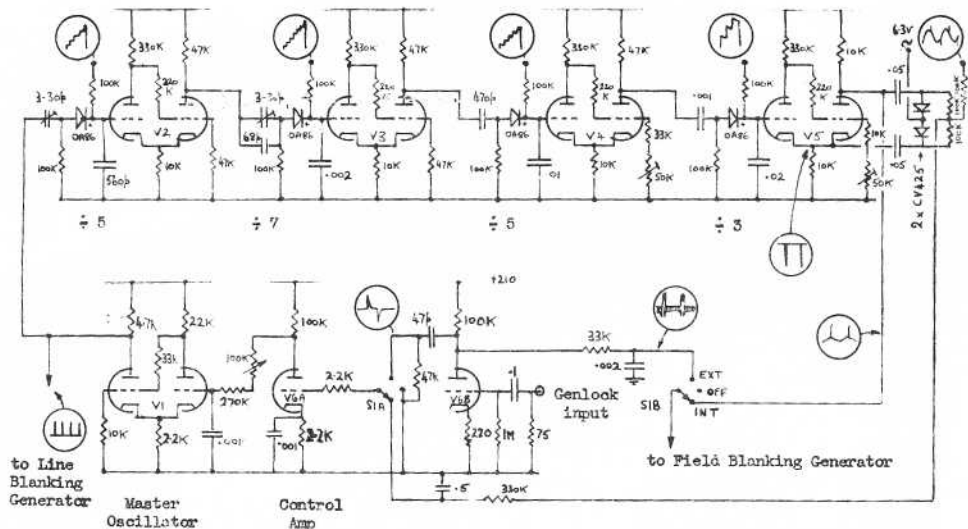 330K
47K
330K
47K
330K
330K
10K
6·3V
100K
220K
100K
220K
100K
220K
100K
220K
·05
3-30p
3-30p
470p
·001
OA86
V2
68p
OA86
V3
OA86
V4
33K
OA86
V5
10K
100K
100K
10K
47K
100K
10K
47K
100K
10K
50K
100K
10K
50K
·05
560p
·002
·01
·02
2 x CV425
÷ 5
÷ 7
÷ 5
÷ 3
+210
47K
22K
100K
47p
100K
33K
33K
100K
·002
EXT
270K
V6A
2·2K
S1A
47K
V6B
·1
Genlock
input
OFF
S1B
INT
V1
10K
2·2K
·001
·001
2·2K
220
1M
75
to Line
Blanking
Generator
to Field Blanking Generator
·5
330K
Master
Oscillator
Control
Amp